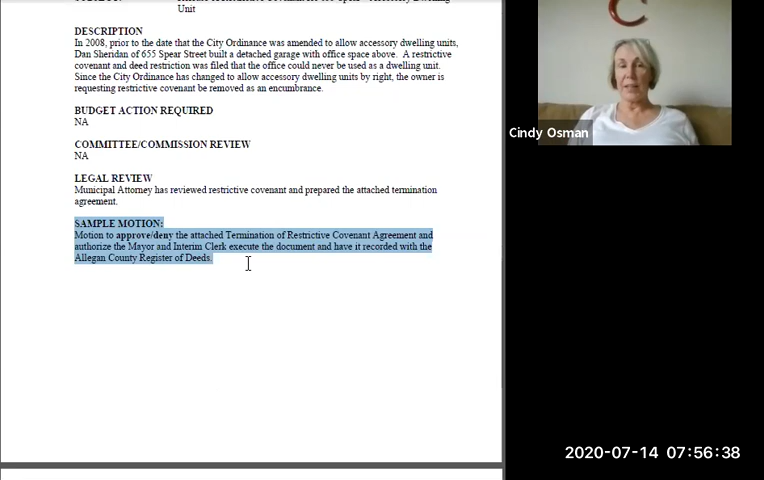 Unit
DESCRIPTION
In 2008, prior to the date that the City Ordinance was amended to allow accessory dwelling units,
Dan Sheridan of 655 Spear Street built a detached garage with office space above. A restrictive
covenant and deed restriction was filed that the office could never be used as a dwelling unit.
Since the City Ordinance has changed to allow accessory dwelling units by right, the owner is
requesting restrictive covenant be removed as an encumbrance.
BUDGET ACTION REQUIRED
NA
COMMITTEE/COMMISSION REVIEW
NA
LEGAL REVIEW
Municipal Attorney has reviewed restrictive covenant and prepared the attached termination
agreement.
SAMPLE MOTION:
Motion to approve/deny the attached Termination of Restrictive Covenant Agreement and
authorize the Mayor and Interim Clerk execute the document and have it recorded with the
Allegan County Register of Deeds.
Cindy Osman
2020-07-14 07:56:38